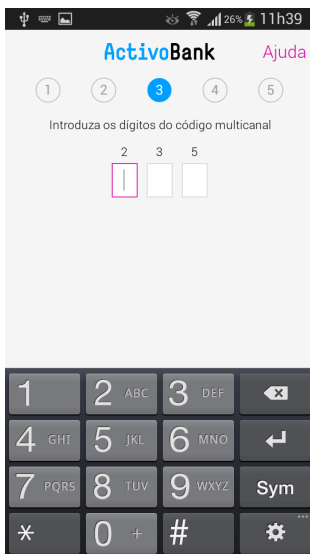 26% 11h39
ActivoBank Ajuda
1 2 3 4 5
Introduza os dígitos do código multicanal
2 3 5
1 2 ABC 3 DEF
4 GHI 5 JKL 6 MNO
7 PQRS 8 TUV 9 WXYZ Sym
* 0 + #